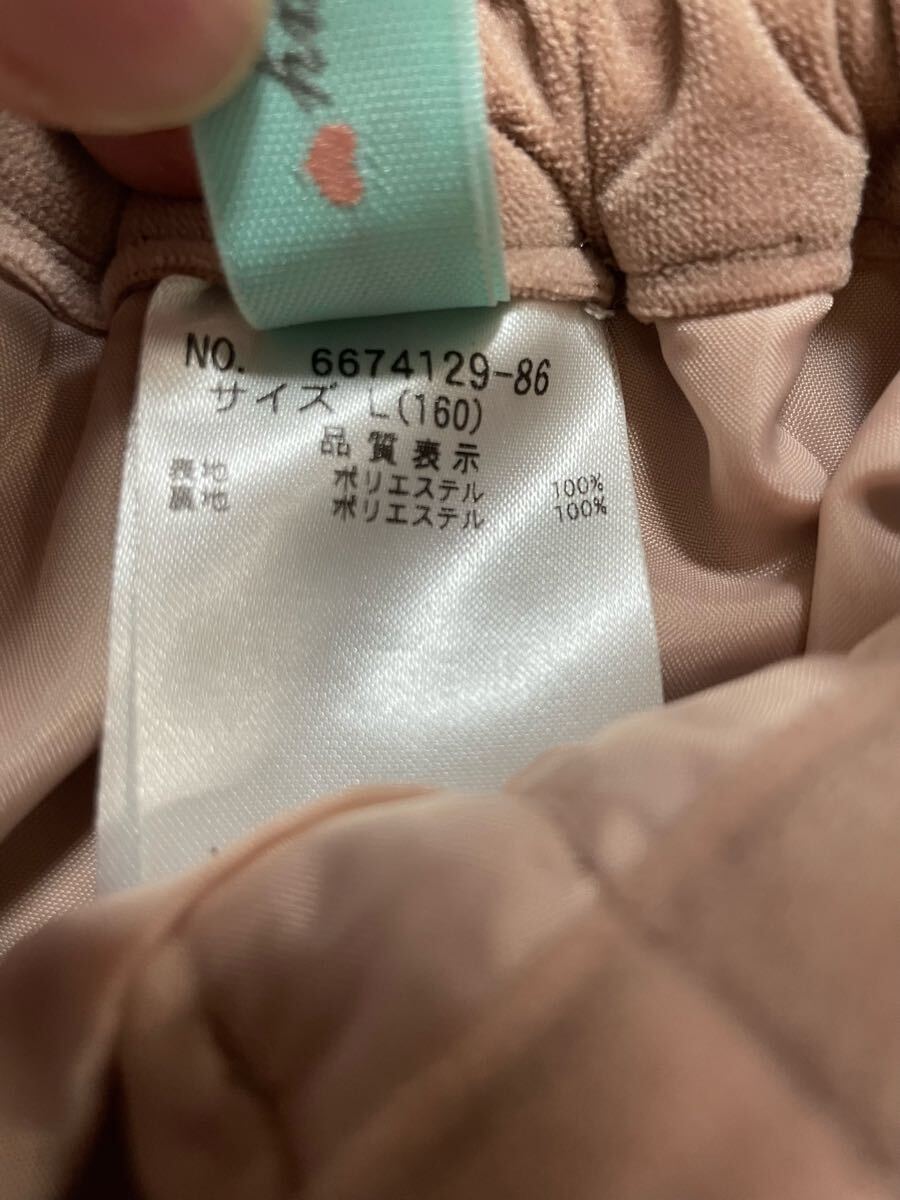 NO. 6674129-86
サイズ L(160)
品質表示
表地 ポリエステル 100%
裏地 ポリエステル 100%